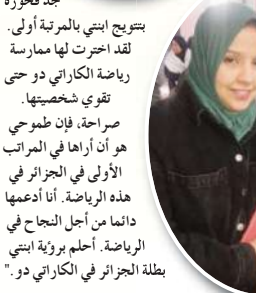 جد فخورة
بتتويج ابنتي بالمرتبة أولى.
لقد اخترت لها ممارسة
رياضة الكاراتي دو حتى
تقوي شخصيتها.
صراحة، فإن طموحي
هو أن أراها في المراتب
الأولى في الجزائر في
هذه الرياضة. أنا أدعمها
دائما من أجل النجاح في
الرياضة. أحلم برؤية ابنتي
بطلة الجزائر في الكاراتي دو."